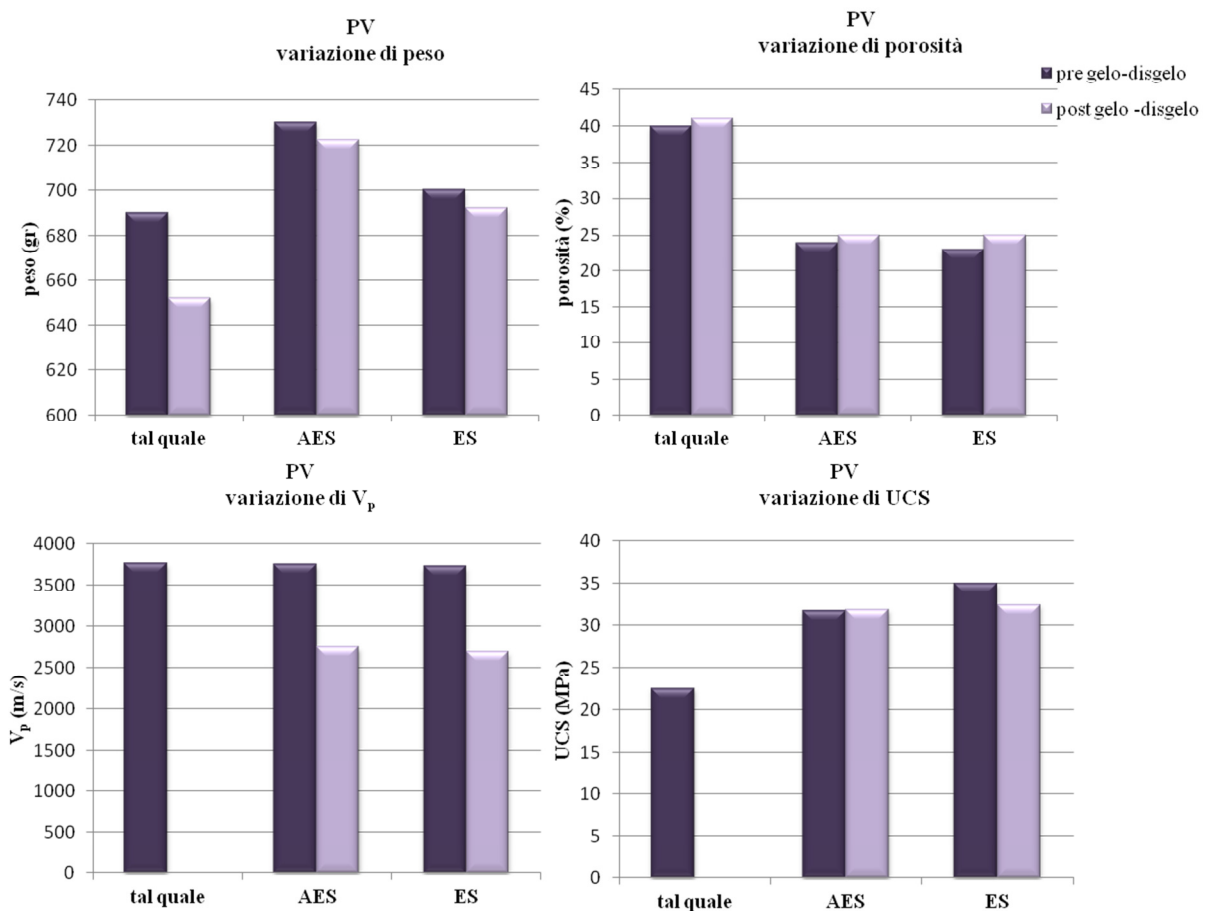 PV
variazione di peso
740
720
700
680
660
640
620
600
peso (gr)
tal quale AES ES
PV
variazione di porosità
pre gelo-disgelo
post gelo -disgelo
45
40
35
30
25
20
15
10
5
0
porosità (%)
tal quale AES ES
PV
variazione di Vp
4000
3500
3000
2500
2000
1500
1000
500
0
Vp (m/s)
tal quale AES ES
PV
variazione di UCS
40
35
30
25
20
15
10
5
0
UCS (MPa)
tal quale AES ES